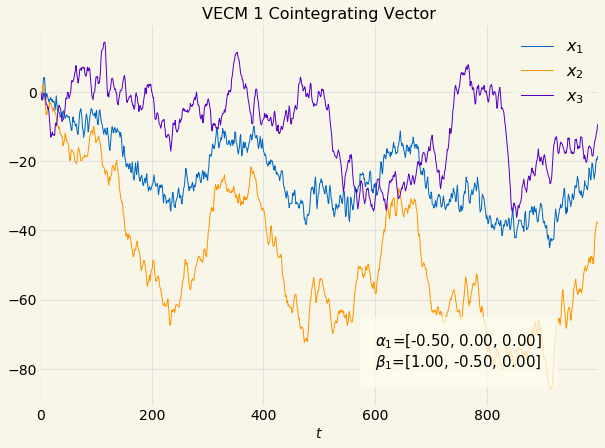 VECM 1 Cointegrating Vector
x₁
x₂
x₃
0
−20
−40
−60
−80
α₁=[-0.50, 0.00, 0.00]
β₁=[1.00, -0.50, 0.00]
0 200 400 600 800
t